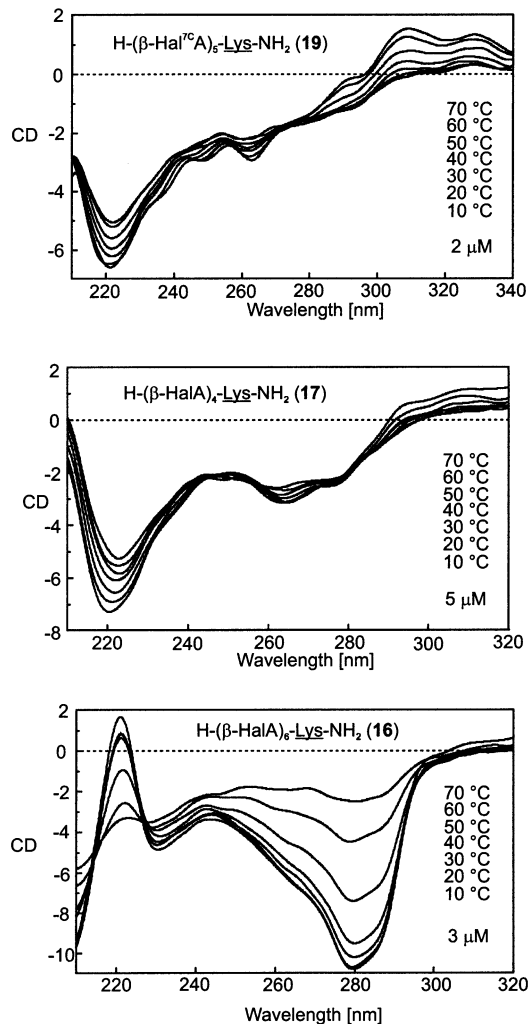 H-(β-Hal⁷ᶜA)₅-Lys-NH₂ (19)
2
0
-2
-4
-6
CD
70 °C
60 °C
50 °C
40 °C
30 °C
20 °C
10 °C
2 μM
220 240 260 280 300 320 340
Wavelength [nm]
H-(β-HalA)₄-Lys-NH₂ (17)
2
0
-2
-4
-6
-8
CD
70 °C
60 °C
50 °C
40 °C
30 °C
20 °C
10 °C
5 μM
220 240 260 280 300 320
Wavelength [nm]
H-(β-HalA)₆-Lys-NH₂ (16)
2
0
-2
-4
-6
-8
-10
CD
70 °C
60 °C
50 °C
40 °C
30 °C
20 °C
10 °C
3 μM
220 240 260 280 300 320
Wavelength [nm]